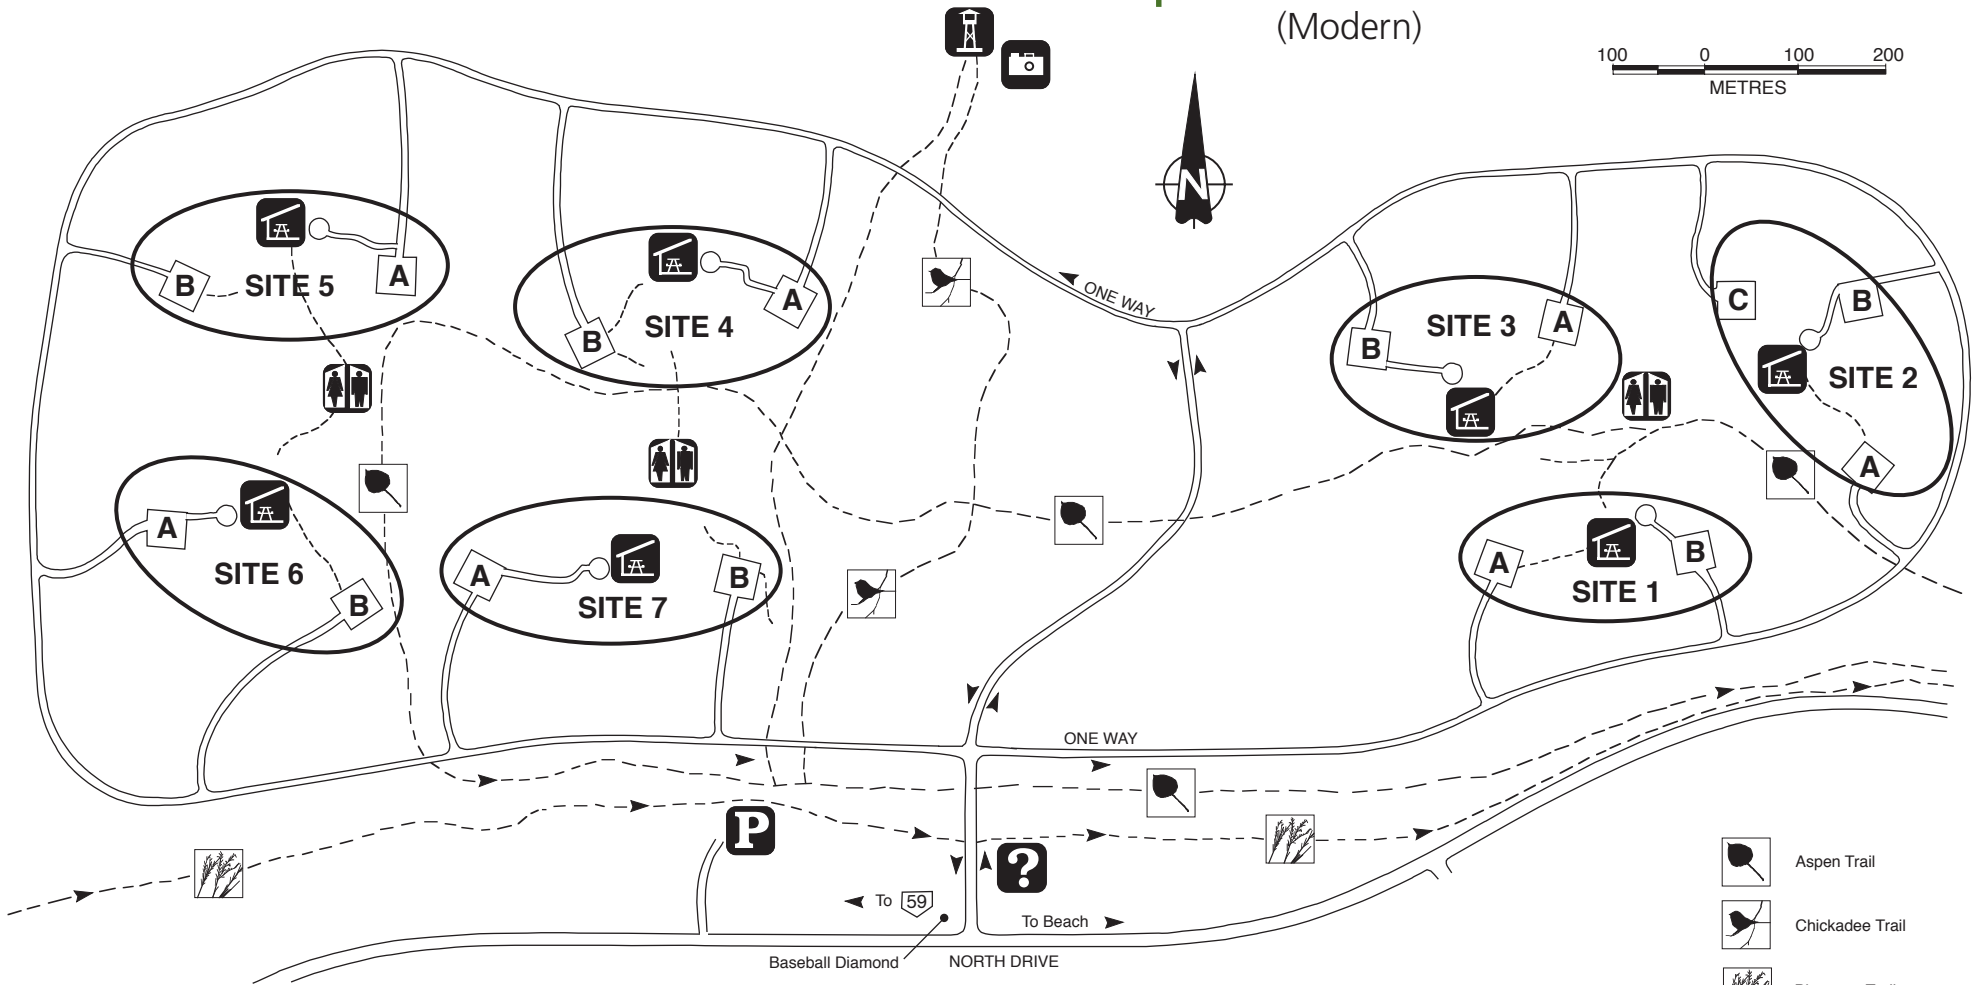 (Modern)
100 0 100 200
METRES
N
SITE 5
A
B
SITE 4
A
B
ONE WAY
SITE 3
A
B
C
B
SITE 2
A
A
SITE 6
B
A
SITE 7
B
A
SITE 1
B
ONE WAY
P
?
To 59
To Beach
Baseball Diamond
NORTH DRIVE
Aspen Trail
Chickadee Trail